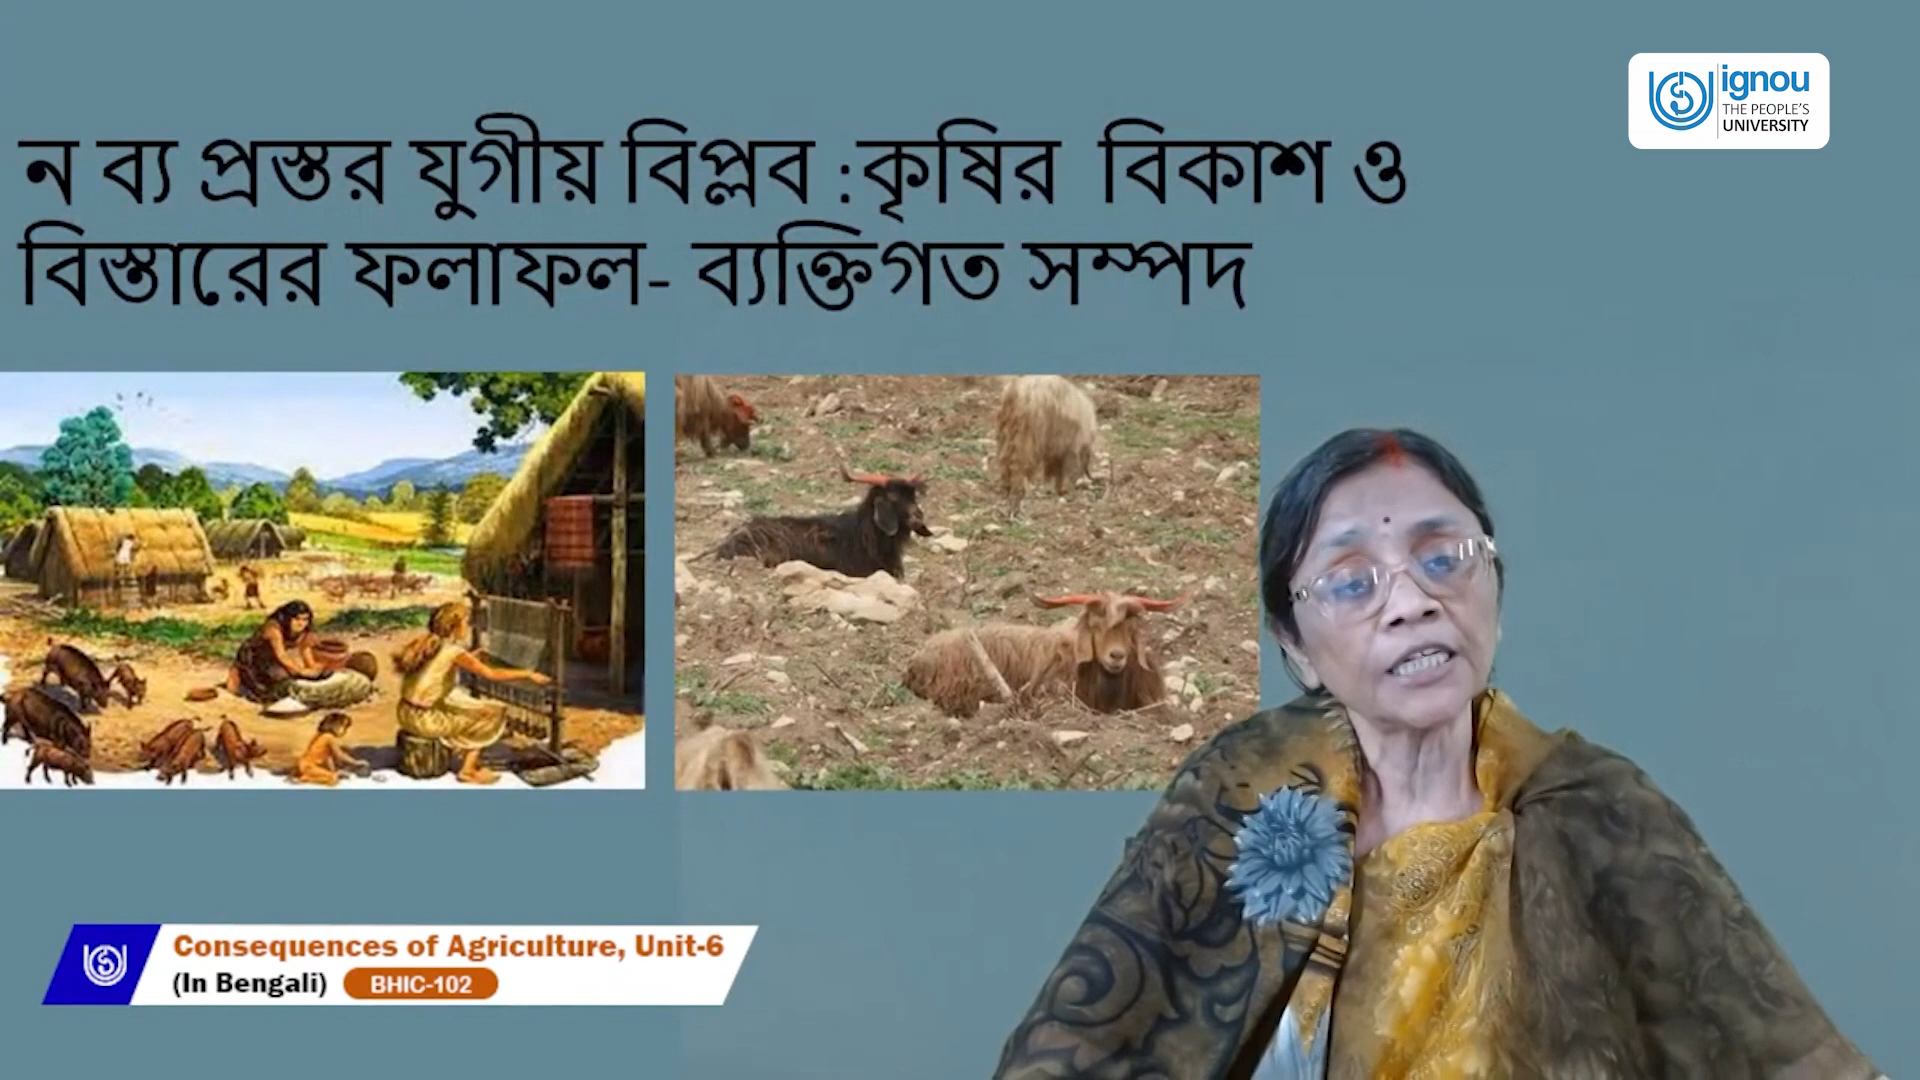 ignou
THE PEOPLE'S
UNIVERSITY
ন ব্য প্রস্তর যুগীয় বিপ্লব :কৃষির বিকাশ ও
বিস্তারের ফলাফল- ব্যক্তিগত সম্পদ
Consequences of Agriculture, Unit-6
(In Bengali) BHIC-102